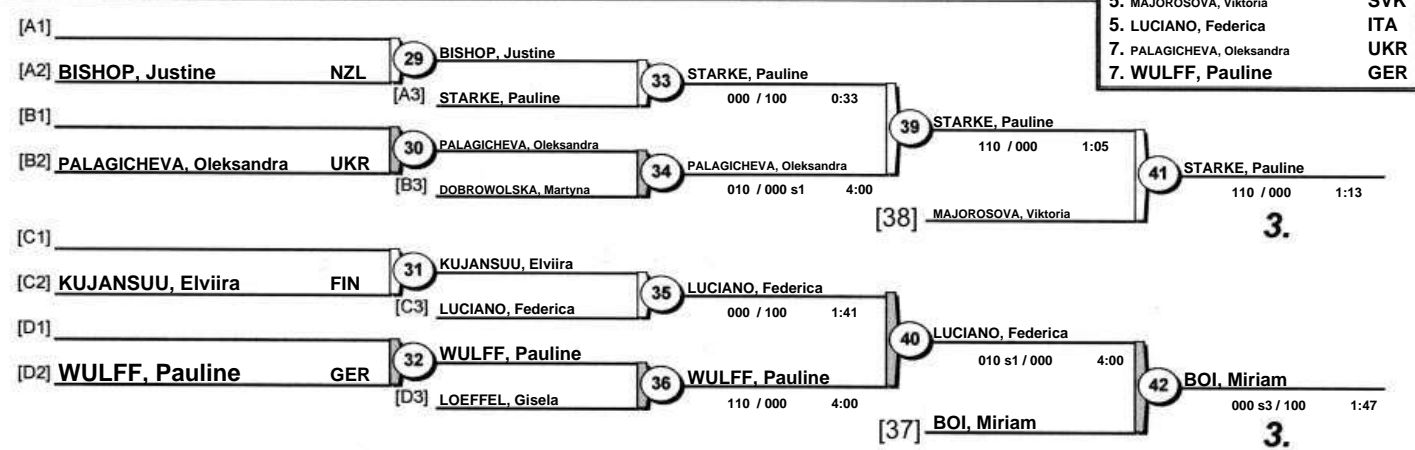 5. MAJOROSOVA, Viktoria SVK
5. LUCIANO, Federica ITA
7. PALAGICHEVA, Oleksandra UKR
7. WULFF, Pauline GER
[A1]
[A2] BISHOP, Justine NZL
29
BISHOP, Justine
[A3] STARKE, Pauline
33
STARKE, Pauline
000 / 100 0:33
[B1]
[B2] PALAGICHEVA, Oleksandra UKR
30
PALAGICHEVA, Oleksandra
[B3] DOBROWOLSKA, Martyna
34
PALAGICHEVA, Oleksandra
010 / 000 s1 4:00
39
STARKE, Pauline
110 / 000 1:05
[38] MAJOROSOVA, Viktoria
41
STARKE, Pauline
110 / 000 1:13
3.
[C1]
[C2] KUJANSUU, Elviira FIN
31
KUJANSUU, Elviira
[C3] LUCIANO, Federica
35
LUCIANO, Federica
000 / 100 1:41
[D1]
[D2] WULFF, Pauline GER
32
WULFF, Pauline
[D3] LOEFFEL, Gisela
36
WULFF, Pauline
110 / 000 4:00
40
LUCIANO, Federica
010 s1 / 000 4:00
[37] BOI, Miriam
42
BOI, Miriam
000 s3 / 100 1:47
3.